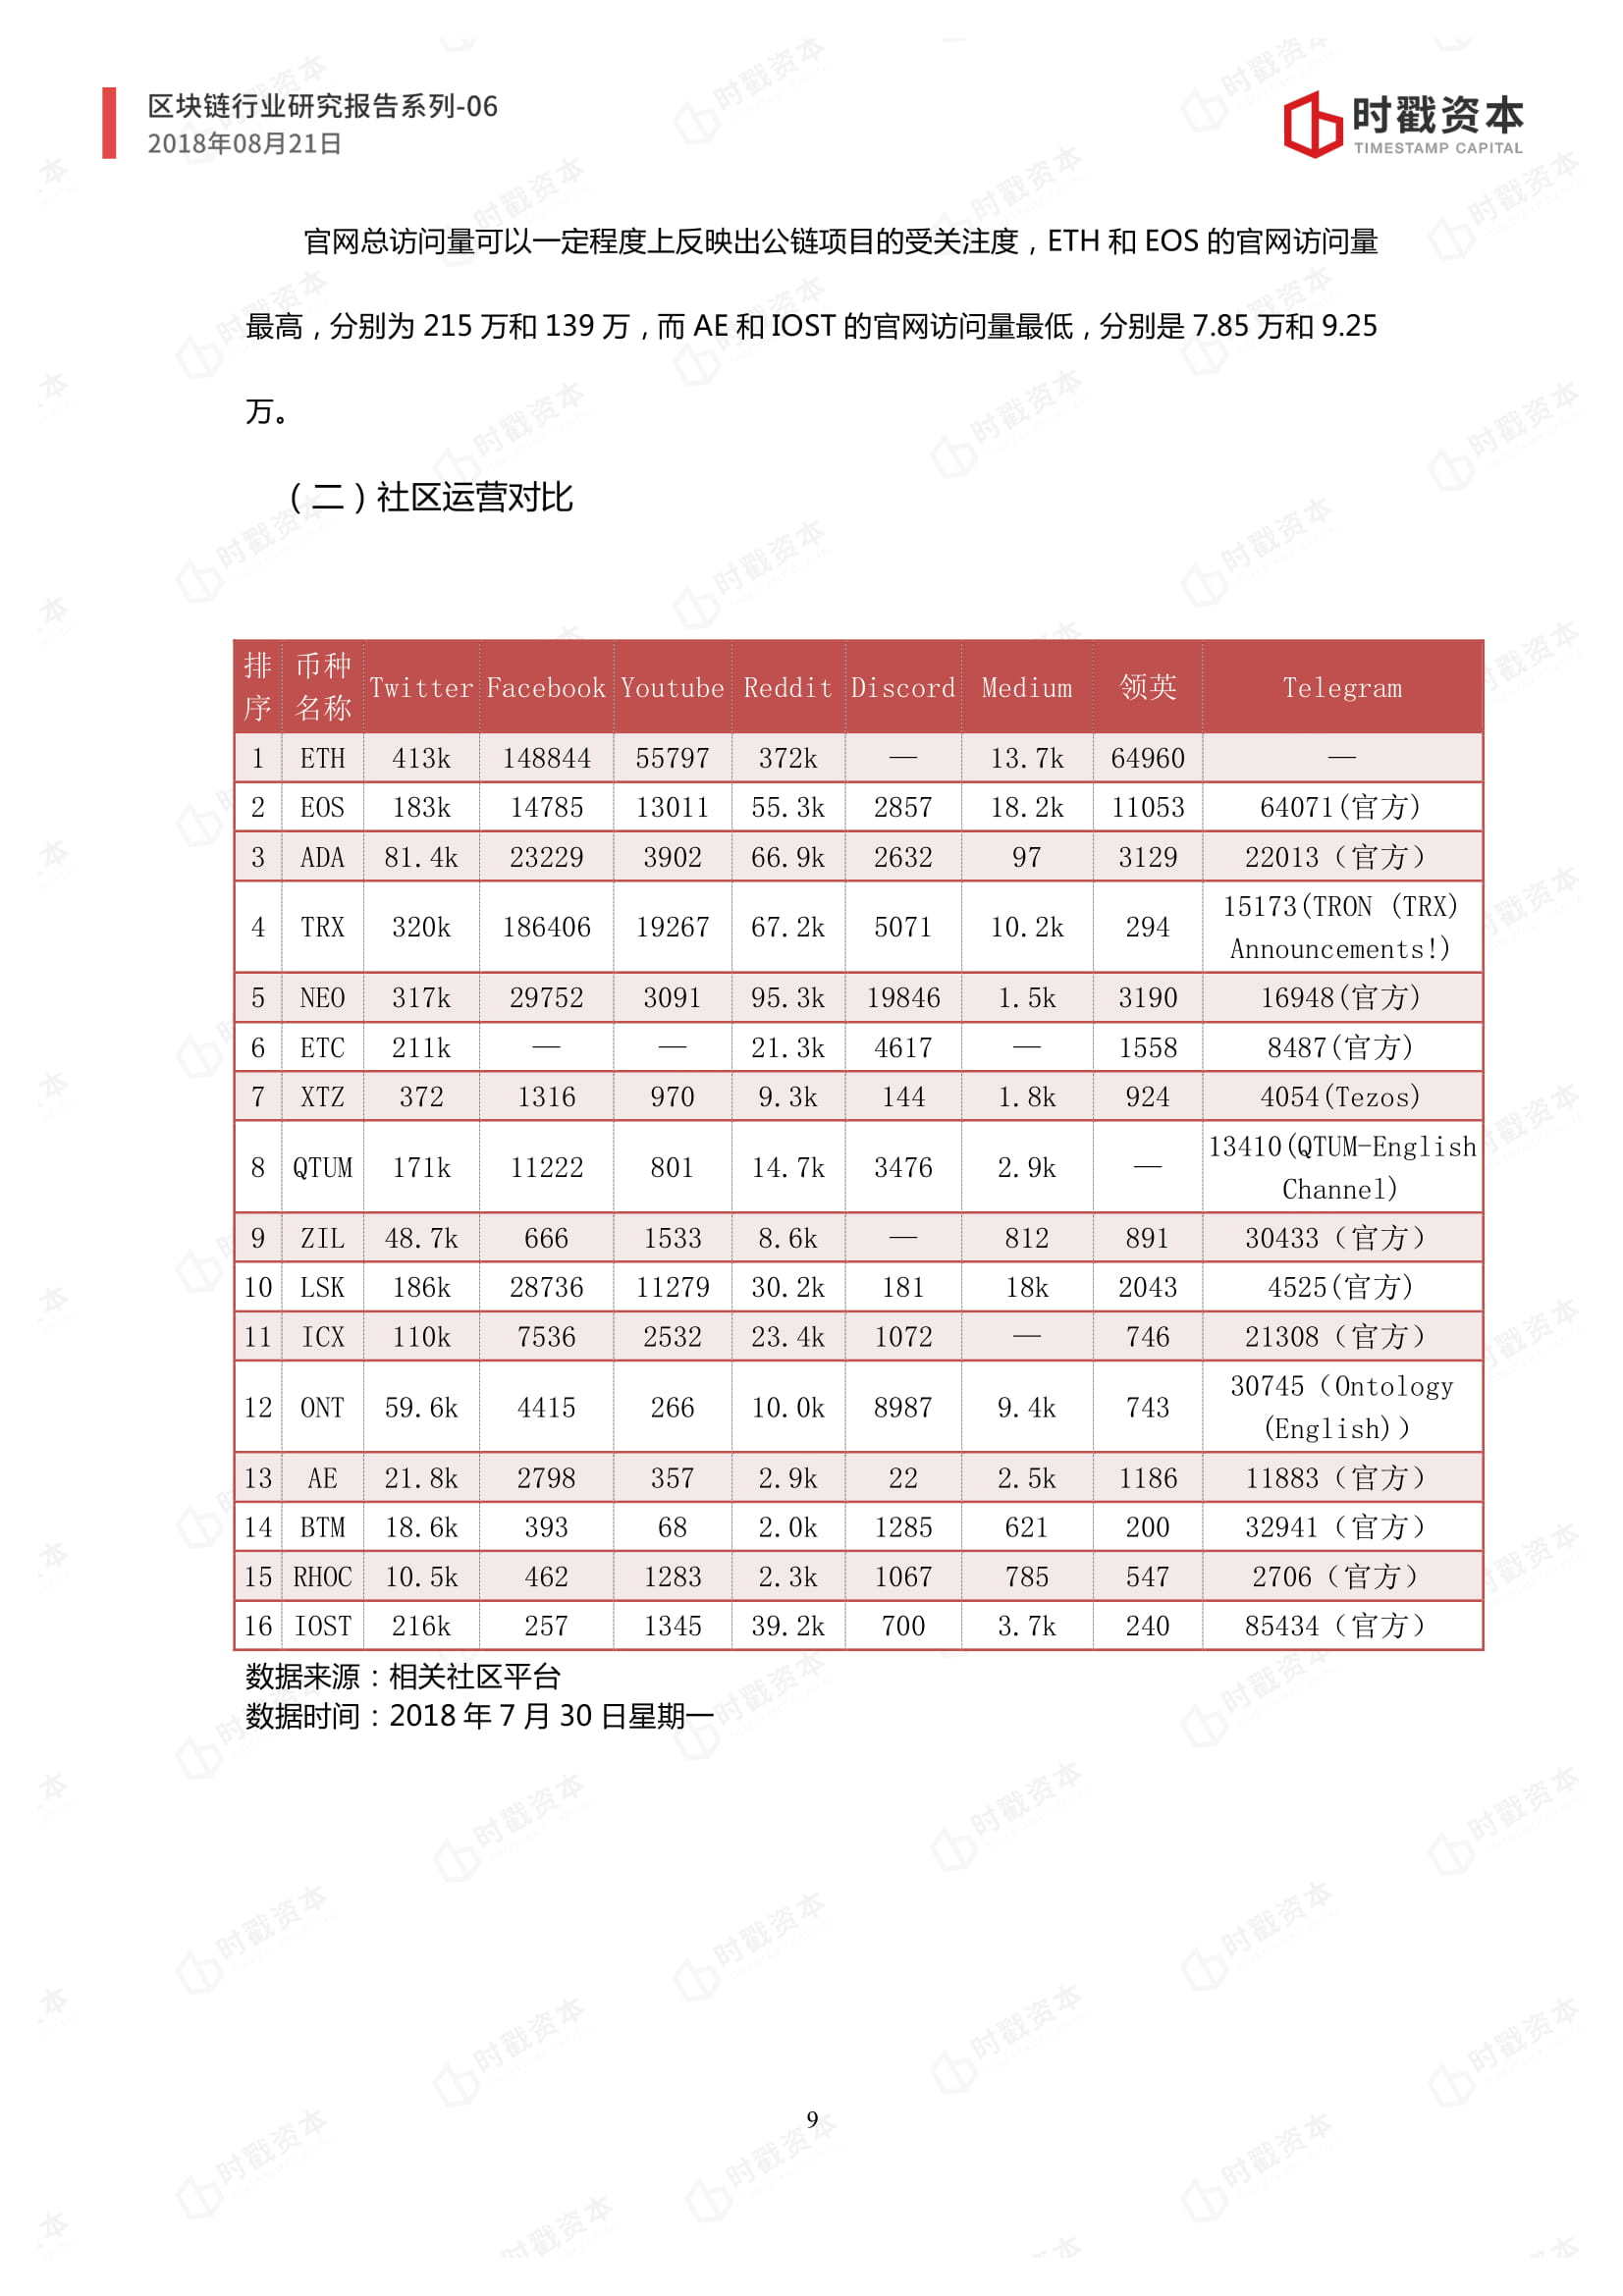 区块链行业研究报告系列-06
2018年08月21日
时戳资本
TIMESTAMP CAPITAL
官网总访问量可以一定程度上反映出公链项目的受关注度，ETH 和 EOS 的官网访问量
最高，分别为 215 万和 139 万，而 AE 和 IOST 的官网访问量最低，分别是 7.85 万和 9.25
万。
（二）社区运营对比
排序 币种名称 Twitter Facebook Youtube Reddit Discord Medium 领英 Telegram
1 ETH 413k 148844 55797 372k — 13.7k 64960 —
2 EOS 183k 14785 13011 55.3k 2857 18.2k 11053 64071(官方)
3 ADA 81.4k 23229 3902 66.9k 2632 97 3129 22013（官方）
4 TRX 320k 186406 19267 67.2k 5071 10.2k 294 15173(TRON (TRX) Announcements!)
5 NEO 317k 29752 3091 95.3k 19846 1.5k 3190 16948(官方)
6 ETC 211k — — 21.3k 4617 — 1558 8487(官方)
7 XTZ 372 1316 970 9.3k 144 1.8k 924 4054(Tezos)
8 QTUM 171k 11222 801 14.7k 3476 2.9k — 13410(QTUM-English Channel)
9 ZIL 48.7k 666 1533 8.6k — 812 891 30433（官方）
10 LSK 186k 28736 11279 30.2k 181 18k 2043 4525(官方)
11 ICX 110k 7536 2532 23.4k 1072 — 746 21308（官方）
12 ONT 59.6k 4415 266 10.0k 8987 9.4k 743 30745（Ontology (English)）
13 AE 21.8k 2798 357 2.9k 22 2.5k 1186 11883（官方）
14 BTM 18.6k 393 68 2.0k 1285 621 200 32941（官方）
15 RHOC 10.5k 462 1283 2.3k 1067 785 547 2706（官方）
16 IOST 216k 257 1345 39.2k 700 3.7k 240 85434（官方）
数据来源：相关社区平台
数据时间：2018 年 7 月 30 日星期一
9